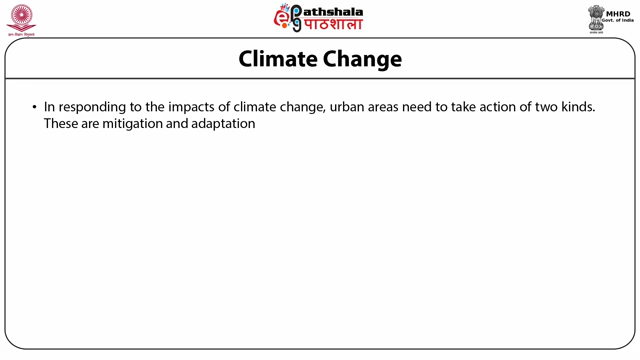 ePathshala
पाठशाला
MHRD
Govt. of India
Climate Change
• In responding to the impacts of climate change, urban areas need to take action of two kinds.
These are mitigation and adaptation